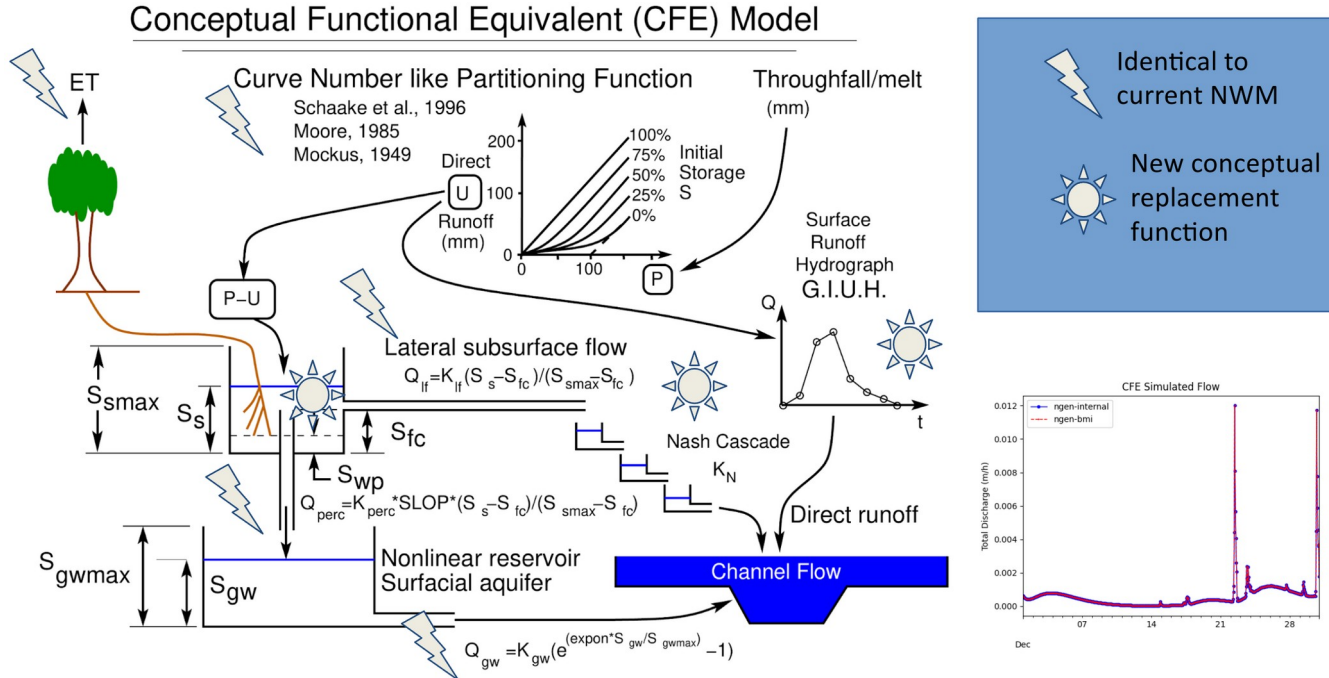 Conceptual Functional Equivalent (CFE) Model
ET
Curve Number like Partitioning Function
Schaake et al., 1996
Moore, 1985
Mockus, 1949
Throughfall/melt
(mm)
Direct
U
Runoff
(mm)
200
100
0
0
100
100%
75%
50%
25%
0%
Initial
Storage
S
P
P–U
Surface
Runoff
Hydrograph
G.I.U.H.
Q
t
Lateral subsurface flow
Q_lf=K_lf(S_s–S_fc)/(S_smax–S_fc)
S_smax
S_s
S_fc
S_wp
Nash Cascade
K_N
Q_perc=K_perc*SLOP*(S_s–S_fc)/(S_smax–S_fc)
Direct runoff
S_gwmax
S_gw
Nonlinear reservoir
Surfacial aquifer
Channel Flow
Q_gw=K_gw(e^(expon*S_gw/S_gwmax)–1)
Identical to
current NWM
New conceptual
replacement
function
CFE Simulated Flow
ngen-internal
ngen-bmi
Total Discharge (m/h)
0.012
0.010
0.008
0.006
0.004
0.002
0.000
07
14
21
28
Dec